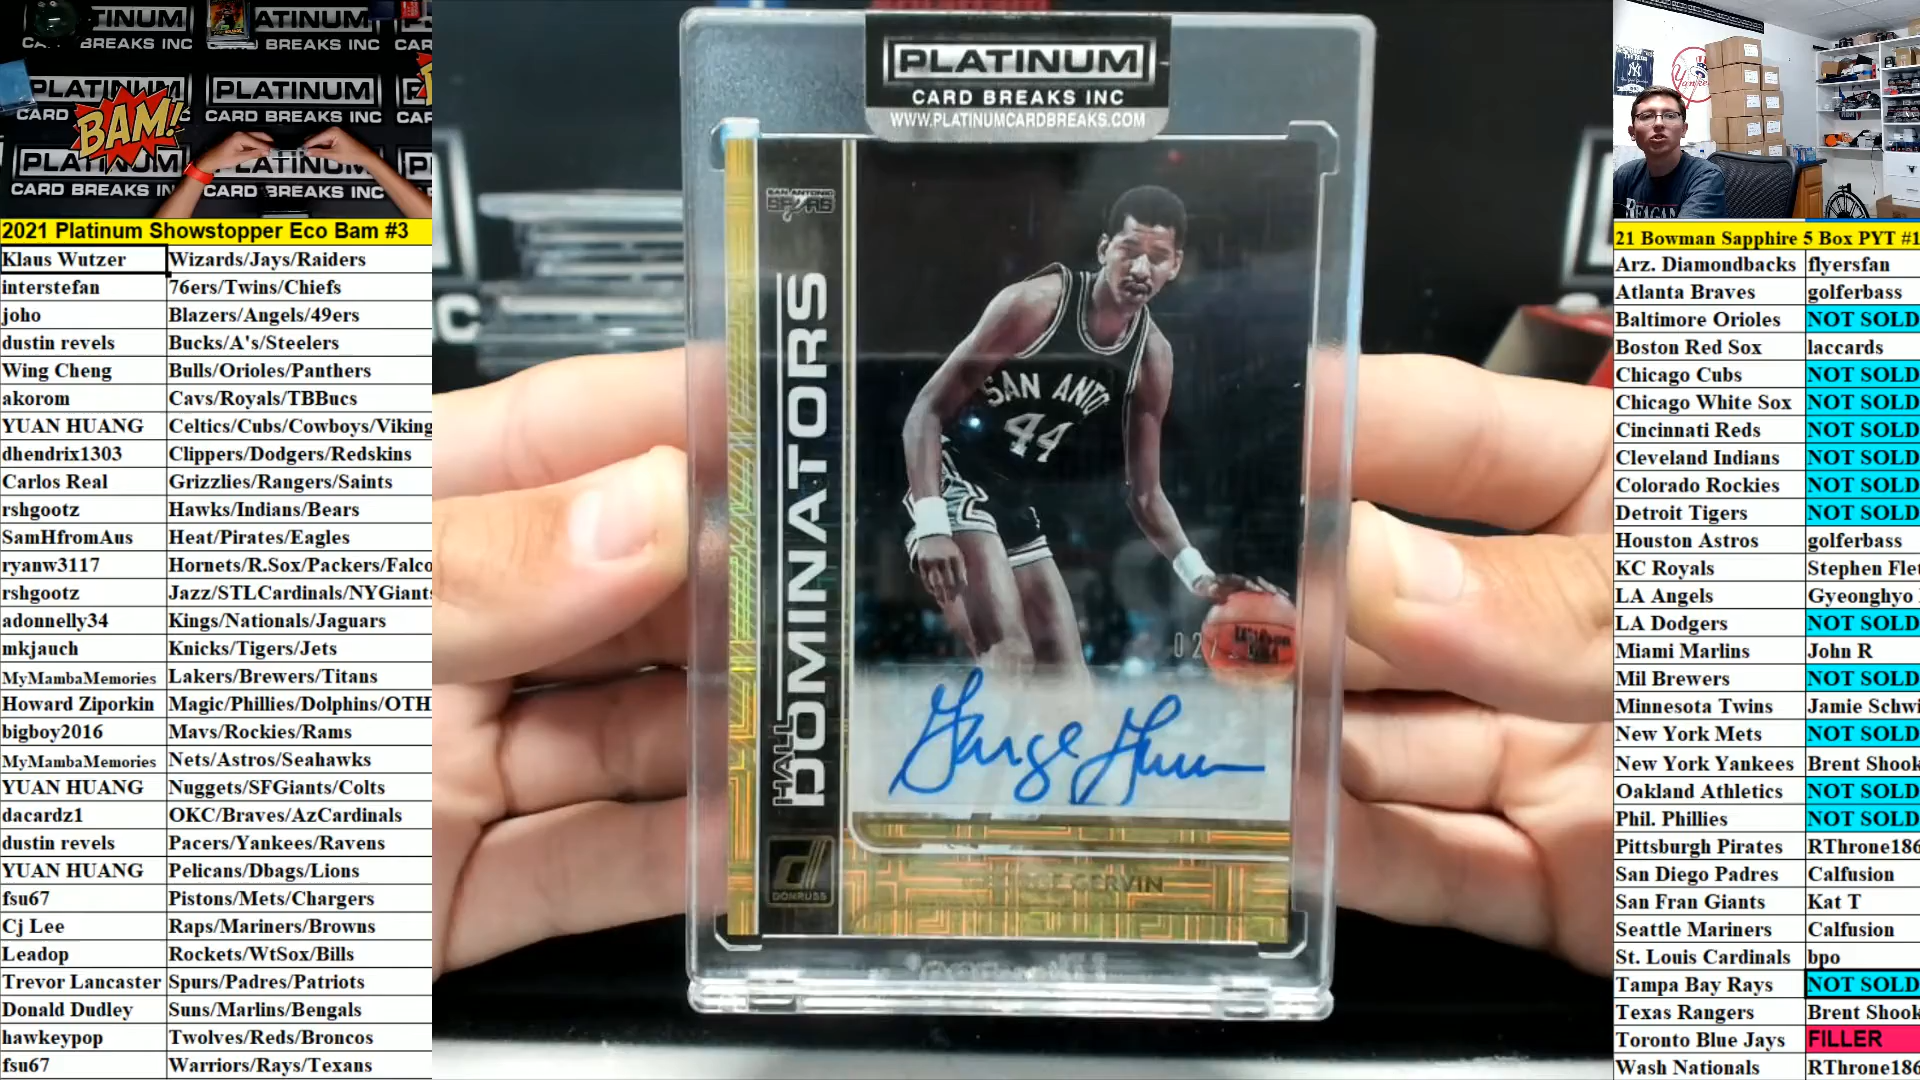 PLATINUM
CARD BREAKS INC
PLATINUM
CARD BREAKS INC
BAM!
PLATINUM
CARD BREAKS INC
PLATINUM
CARD BREAKS INC
2021 Platinum Showstopper Eco Bam #3
Klaus Wutzer Wizards/Jays/Raiders
interstefan 76ers/Twins/Chiefs
joho Blazers/Angels/49ers
dustin revels Bucks/A's/Steelers
Wing Cheng Bulls/Orioles/Panthers
akorom Cavs/Royals/TBBucs
YUAN HUANG Celtics/Cubs/Cowboys/Viking
dhendrix1303 Clippers/Dodgers/Redskins
Carlos Real Grizzlies/Rangers/Saints
rshgootz Hawks/Indians/Bears
SamHfromAus Heat/Pirates/Eagles
ryanw3117 Hornets/R.Sox/Packers/Falco
rshgootz Jazz/STLCardinals/NYGiants
adonnelly34 Kings/Nationals/Jaguars
mkjauch Knicks/Tigers/Jets
MyMambaMemories Lakers/Brewers/Titans
Howard Ziporkin Magic/Phillies/Dolphins/OTH
bigboy2016 Mavs/Rockies/Rams
MyMambaMemories Nets/Astros/Seahawks
YUAN HUANG Nuggets/SFGiants/Colts
dacardz1 OKC/Braves/AzCardinals
dustin revels Pacers/Yankees/Ravens
YUAN HUANG Pelicans/Dbags/Lions
fsu67 Pistons/Mets/Chargers
Cj Lee Raps/Mariners/Browns
Leadop Rockets/WtSox/Bills
Trevor Lancaster Spurs/Padres/Patriots
Donald Dudley Suns/Marlins/Bengals
hawkeypop Twolves/Reds/Broncos
fsu67 Warriors/Rays/Texans
PLATINUM
CARD BREAKS INC
WWW.PLATINUMCARDBREAKS.COM
SAN ANTONIO
SPURS
HALL
DOMINATORS
SAN ANTO
44
02/
Wilson
George Gervin
DONRUSS
GEORGE GERVIN
Yankees
REAGAN
21 Bowman Sapphire 5 Box PYT #1
Arz. Diamondbacks flyersfan
Atlanta Braves golferbass
Baltimore Orioles NOT SOLD
Boston Red Sox laccards
Chicago Cubs NOT SOLD
Chicago White Sox NOT SOLD
Cincinnati Reds NOT SOLD
Cleveland Indians NOT SOLD
Colorado Rockies NOT SOLD
Detroit Tigers NOT SOLD
Houston Astros golferbass
KC Royals Stephen Flet
LA Angels Gyeonghyo
LA Dodgers NOT SOLD
Miami Marlins John R
Mil Brewers NOT SOLD
Minnesota Twins Jamie Schwi
New York Mets NOT SOLD
New York Yankees Brent Shook
Oakland Athletics NOT SOLD
Phil. Phillies NOT SOLD
Pittsburgh Pirates RThrone186
San Diego Padres Calfusion
San Fran Giants Kat T
Seattle Mariners Calfusion
St. Louis Cardinals bpo
Tampa Bay Rays NOT SOLD
Texas Rangers Brent Shook
Toronto Blue Jays FILLER
Wash Nationals RThrone186